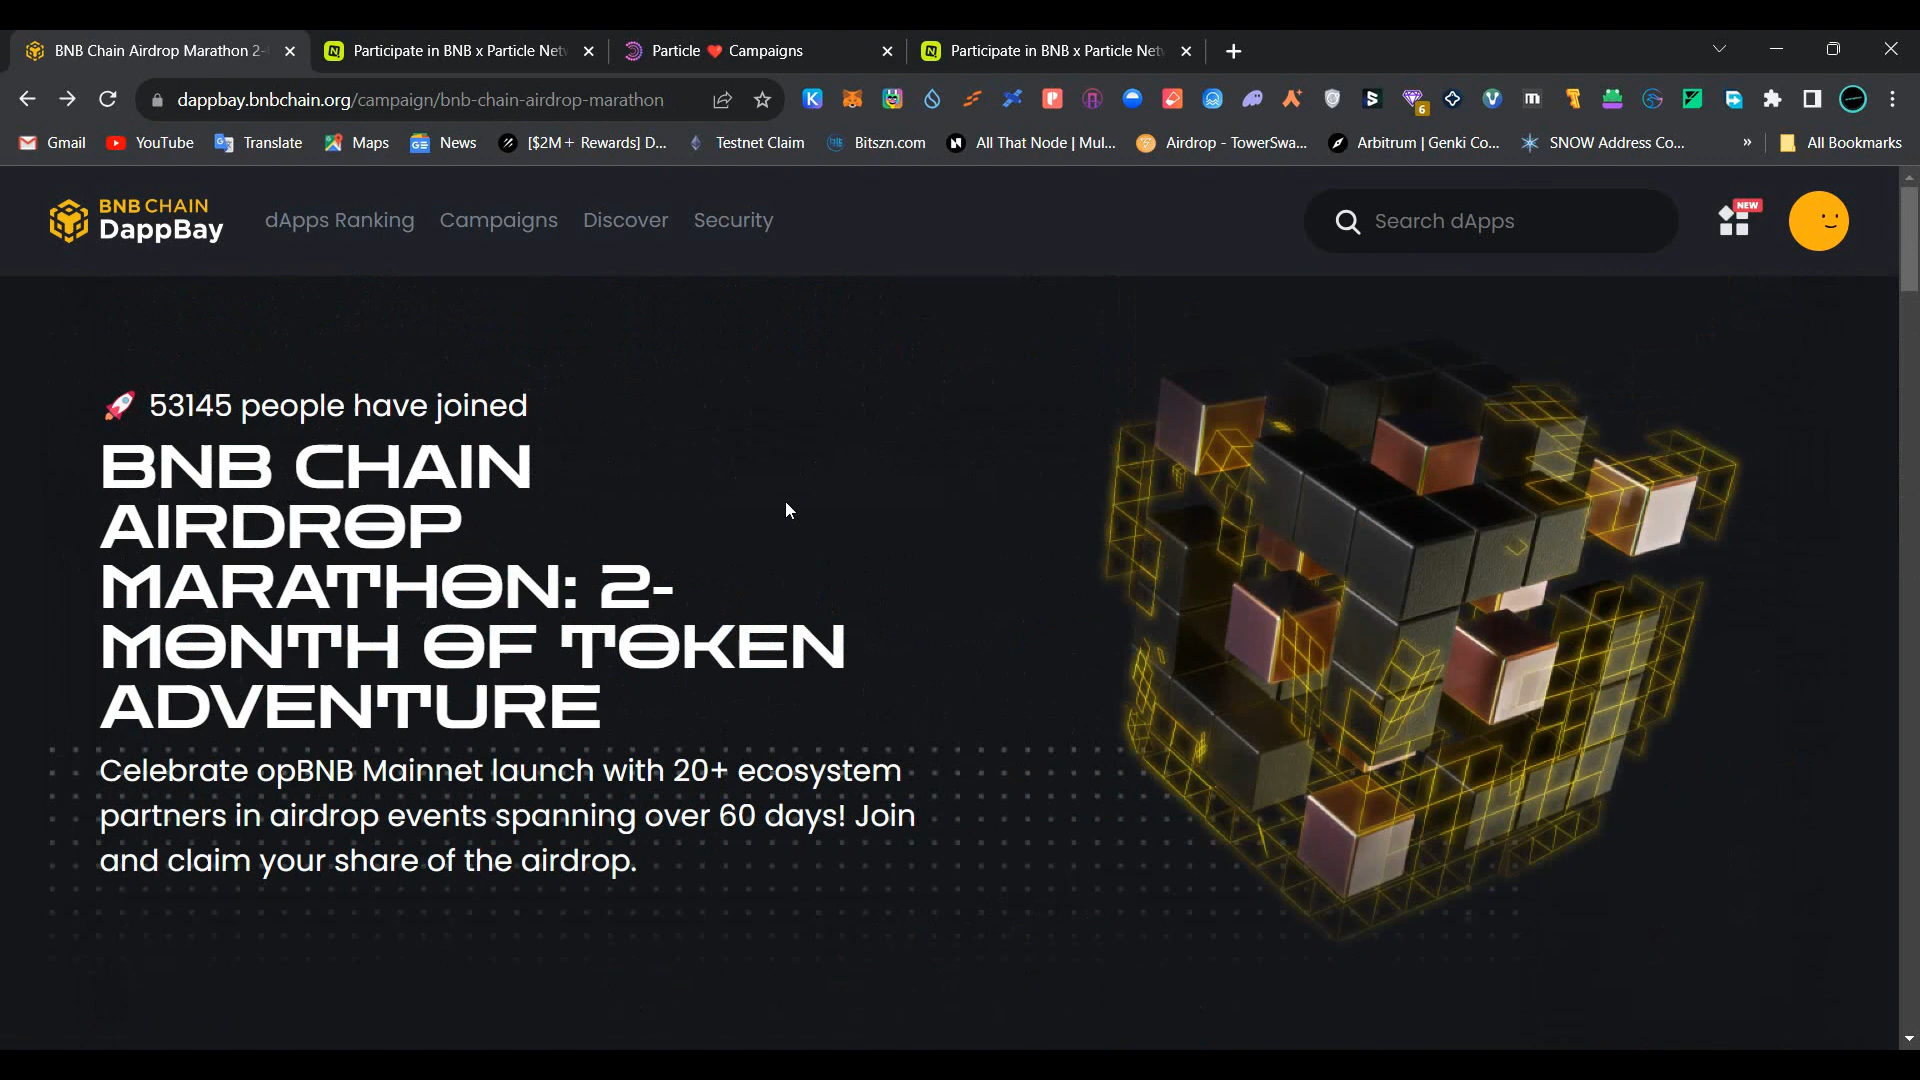 BNB Chain Airdrop Marathon 2-
Participate in BNB x Particle Net
Particle ❤️ Campaigns
Participate in BNB x Particle Net
dappbay.bnbchain.org/campaign/bnb-chain-airdrop-marathon
6
Gmail
YouTube
Translate
Maps
News
[$2M+ Rewards] D...
Testnet Claim
Bitszn.com
All That Node | Mul...
Airdrop - TowerSwa...
Arbitrum | Genki Co...
SNOW Address Co...
»
All Bookmarks
BNB CHAIN
DappBay
dApps Ranking
Campaigns
Discover
Security
Search dApps
NEW
🚀 53145 people have joined
BNB CHAIN
AIRDROP
MARATHON: 2-
MONTH OF TOKEN
ADVENTURE
Celebrate opBNB Mainnet launch with 20+ ecosystem
partners in airdrop events spanning over 60 days! Join
and claim your share of the airdrop.